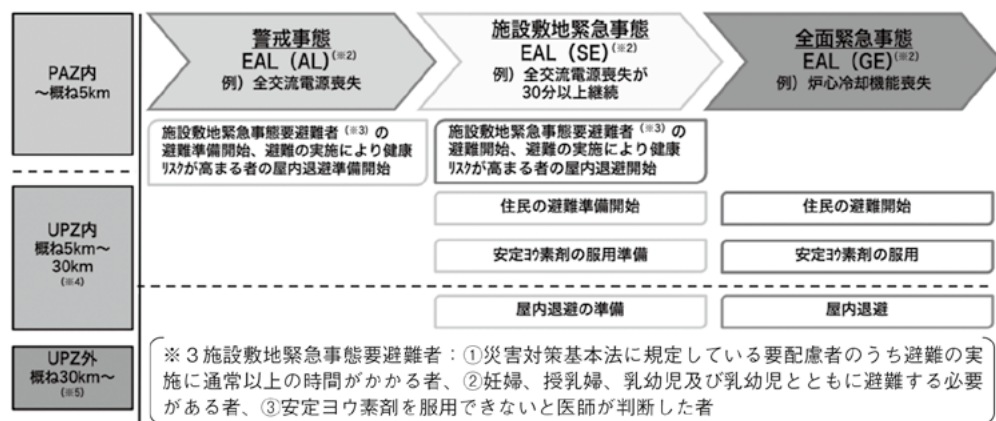 PAZ内
～概ね5km
警戒事態
EAL（AL）(※2)
例）全交流電源喪失
施設敷地緊急事態
EAL（SE）(※2)
例）全交流電源喪失が
30分以上継続
全面緊急事態
EAL（GE）(※2)
例）炉心冷却機能喪失
施設敷地緊急事態要避難者(※3)の
避難準備開始、避難の実施により健康
ﾘｽｸが高まる者の屋内退避準備開始
施設敷地緊急事態要避難者(※3)の
避難開始、避難の実施により健康
ﾘｽｸが高まる者の屋内退避開始
UPZ内
概ね5km～
30km
(※4)
住民の避難準備開始
住民の避難開始
安定ﾖｳ素剤の服用準備
安定ﾖｳ素剤の服用
屋内退避の準備
屋内退避
UPZ外
概ね30km～
(※5)
※３施設敷地緊急事態要避難者：①災害対策基本法に規定している要配慮者のうち避難の実
施に通常以上の時間がかかる者、②妊婦、授乳婦、乳幼児及び乳幼児とともに避難する必要
がある者、③安定ヨウ素剤を服用できないと医師が判断した者